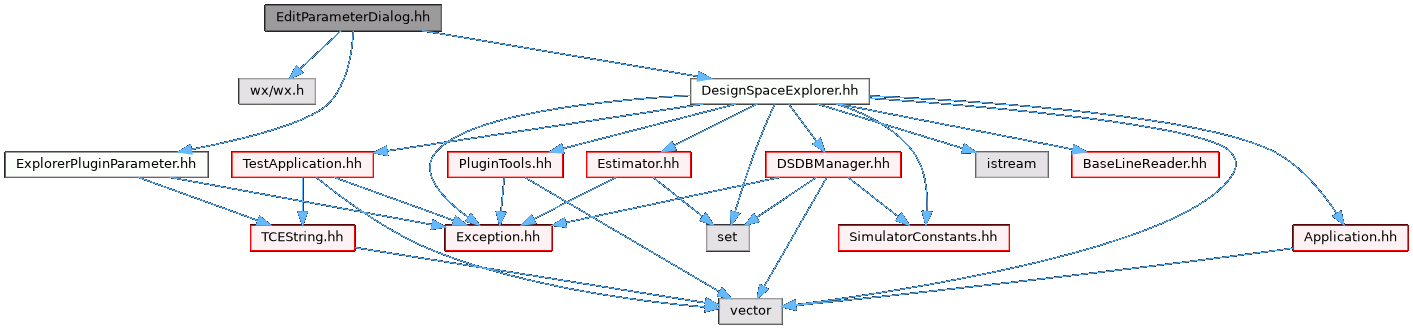 EditParameterDialog.hh
wx/wx.h
DesignSpaceExplorer.hh
ExplorerPluginParameter.hh
TestApplication.hh
PluginTools.hh
Estimator.hh
DSDBManager.hh
istream
BaseLineReader.hh
TCEString.hh
Exception.hh
set
SimulatorConstants.hh
Application.hh
vector